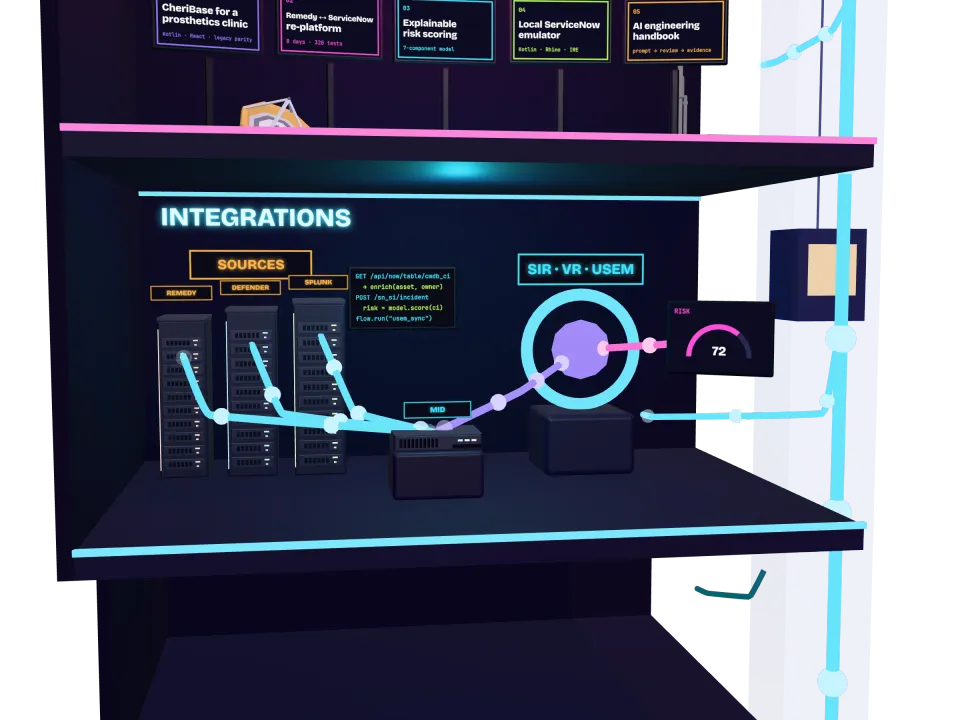 CheriBase for a
prosthetics clinic
Kotlin · React · legacy parity
02
Remedy ↔ ServiceNow
re-platform
8 days · 320 tests
03
Explainable
risk scoring
7-component model
04
Local ServiceNow
emulator
Kotlin · Rhino · IRE
05
AI engineering
handbook
prompt → review → evidence
INTEGRATIONS
SOURCES
REMEDY
DEFENDER
SPLUNK
GET /api/now/table/cmdb_ci
→ enrich(asset, owner)
POST /sn_si/incident
risk = model.score(ci)
flow.run("usem_sync")
SIR · VR · USEM
RISK
72
MID